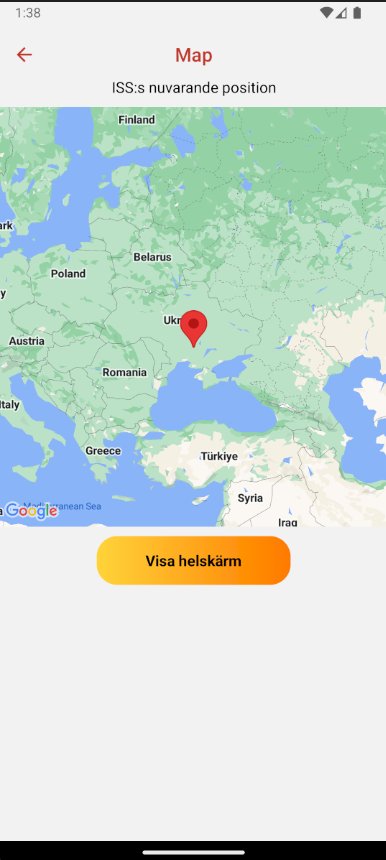 1:38
Map
ISS:s nuvarande position
Finland
ark
Belarus
Poland
y
Ukr
Austria
Romania
Italy
Greece
Türkiye
Syria
a Google
Mediterranean Sea
Iraq
Visa helskärm